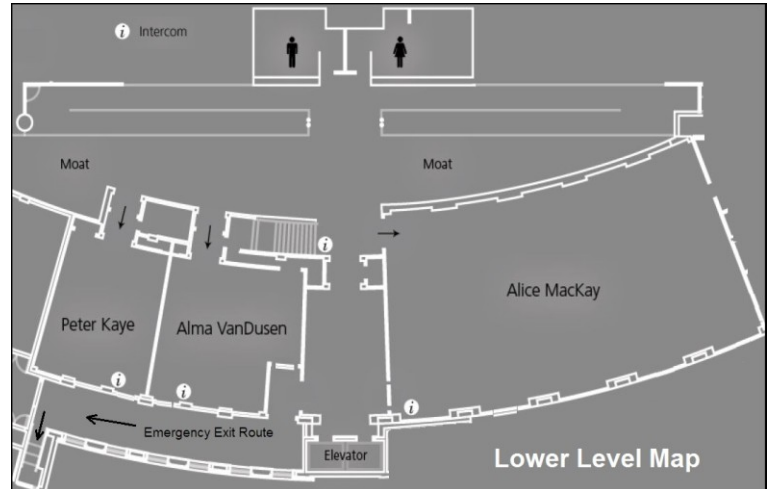 i Intercom
Moat
Moat
i
Alice MacKay
Peter Kaye
Alma VanDusen
i
i
i
Emergency Exit Route
Elevator
Lower Level Map